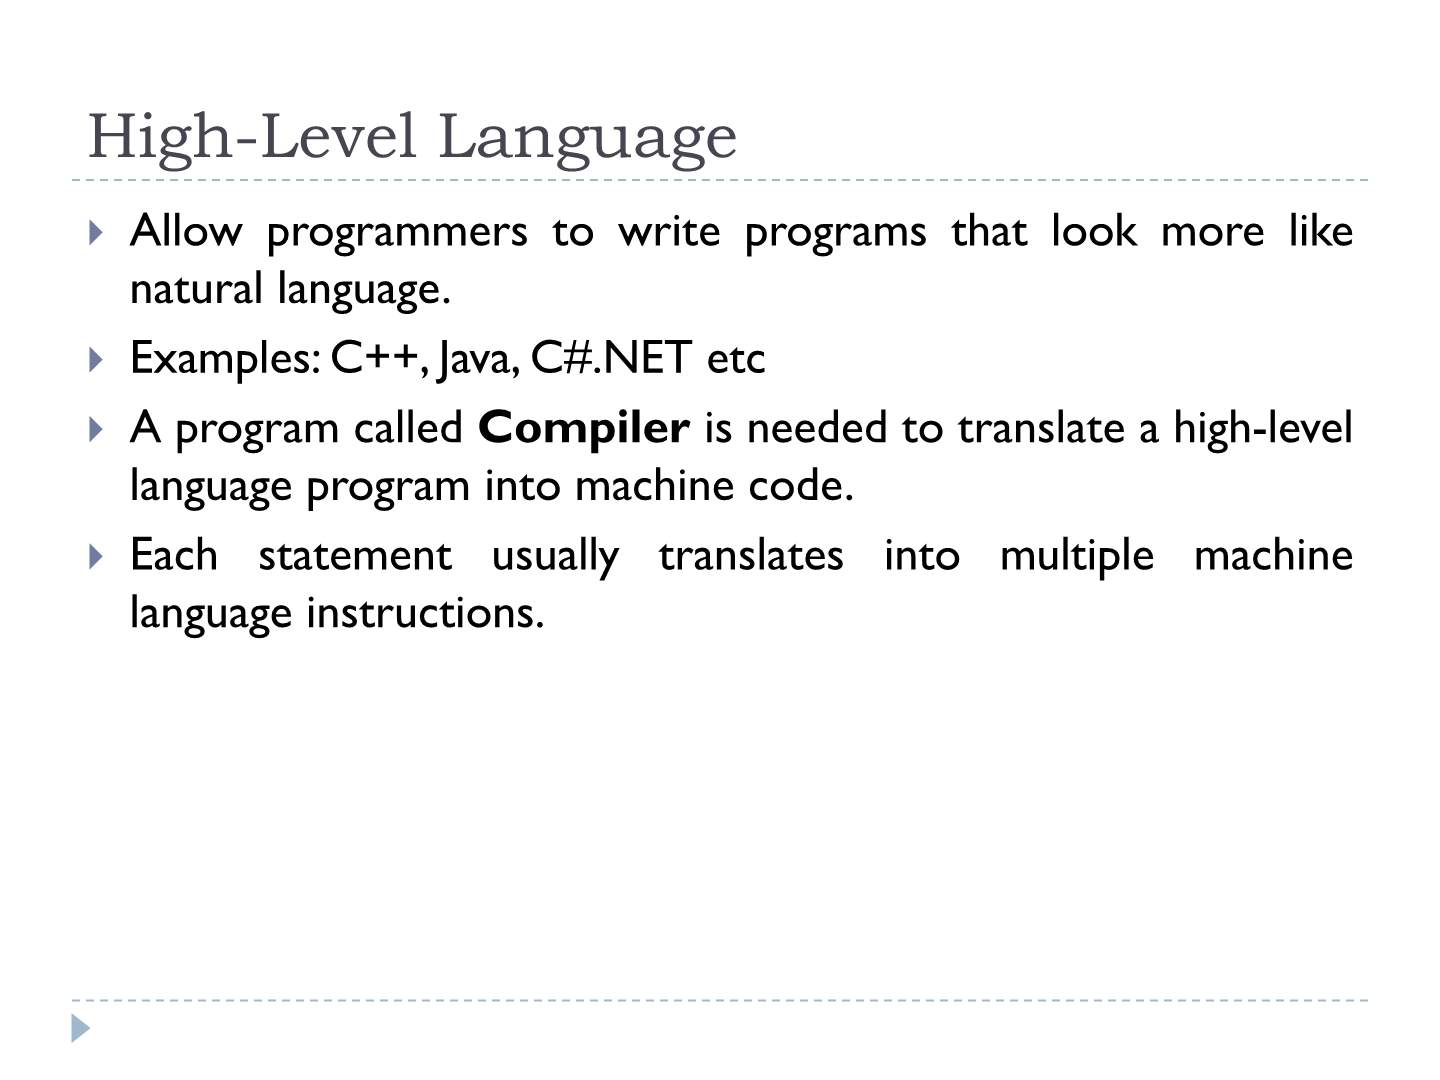 High-Level Language
Allow programmers to write programs that look more like
natural language.
Examples: C++, Java, C#.NET etc
A program called Compiler is needed to translate a high-level
language program into machine code.
Each statement usually translates into multiple machine
language instructions.